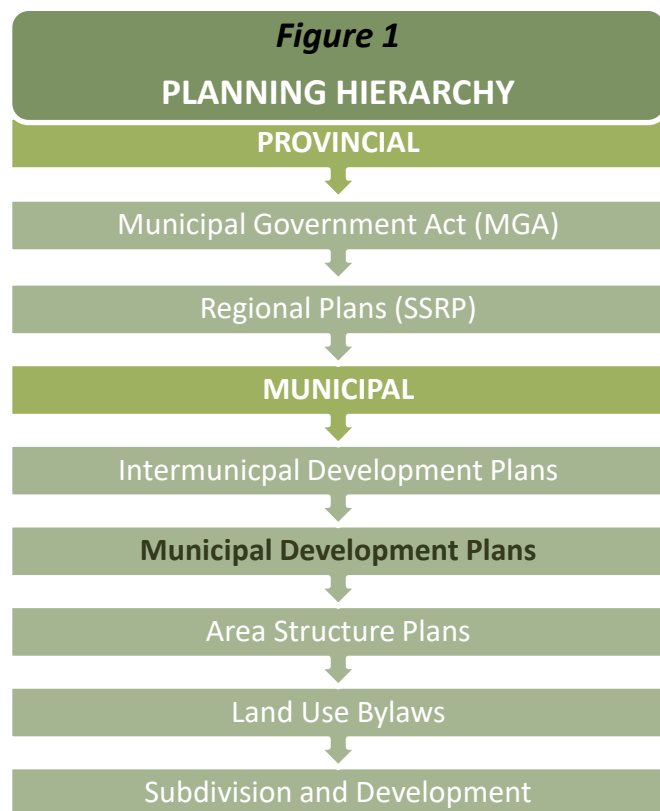 Figure 1
PLANNING HIERARCHY
PROVINCIAL
Municipal Government Act (MGA)
Regional Plans (SSRP)
MUNICIPAL
Intermunicpal Development Plans
Municipal Development Plans
Area Structure Plans
Land Use Bylaws
Subdivision and Development